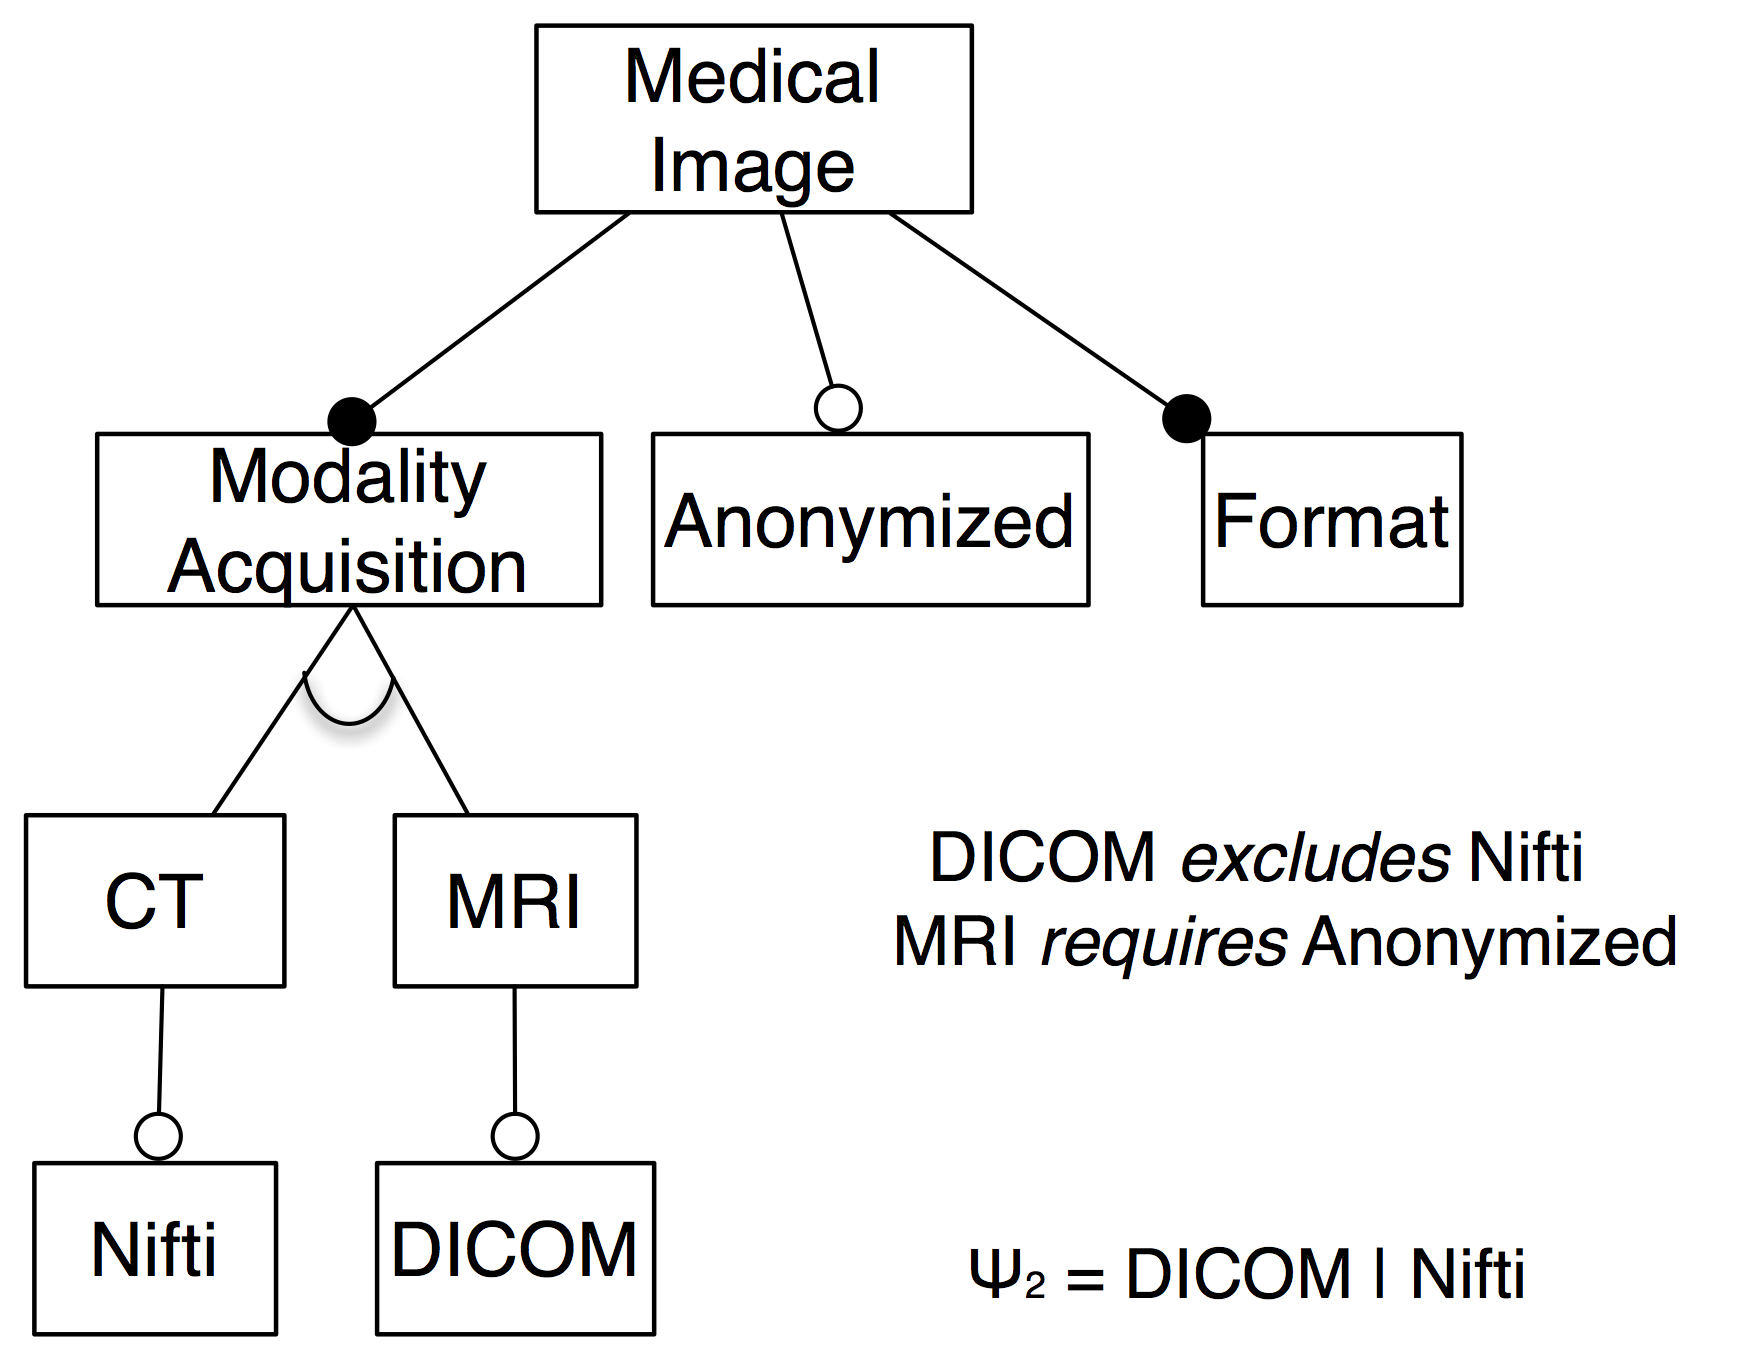 Medical
Image
Modality
Acquisition
Anonymized
Format
CT
MRI
DICOM excludes Nifti
MRI requires Anonymized
Nifti
DICOM
Ψ₂ = DICOM | Nifti